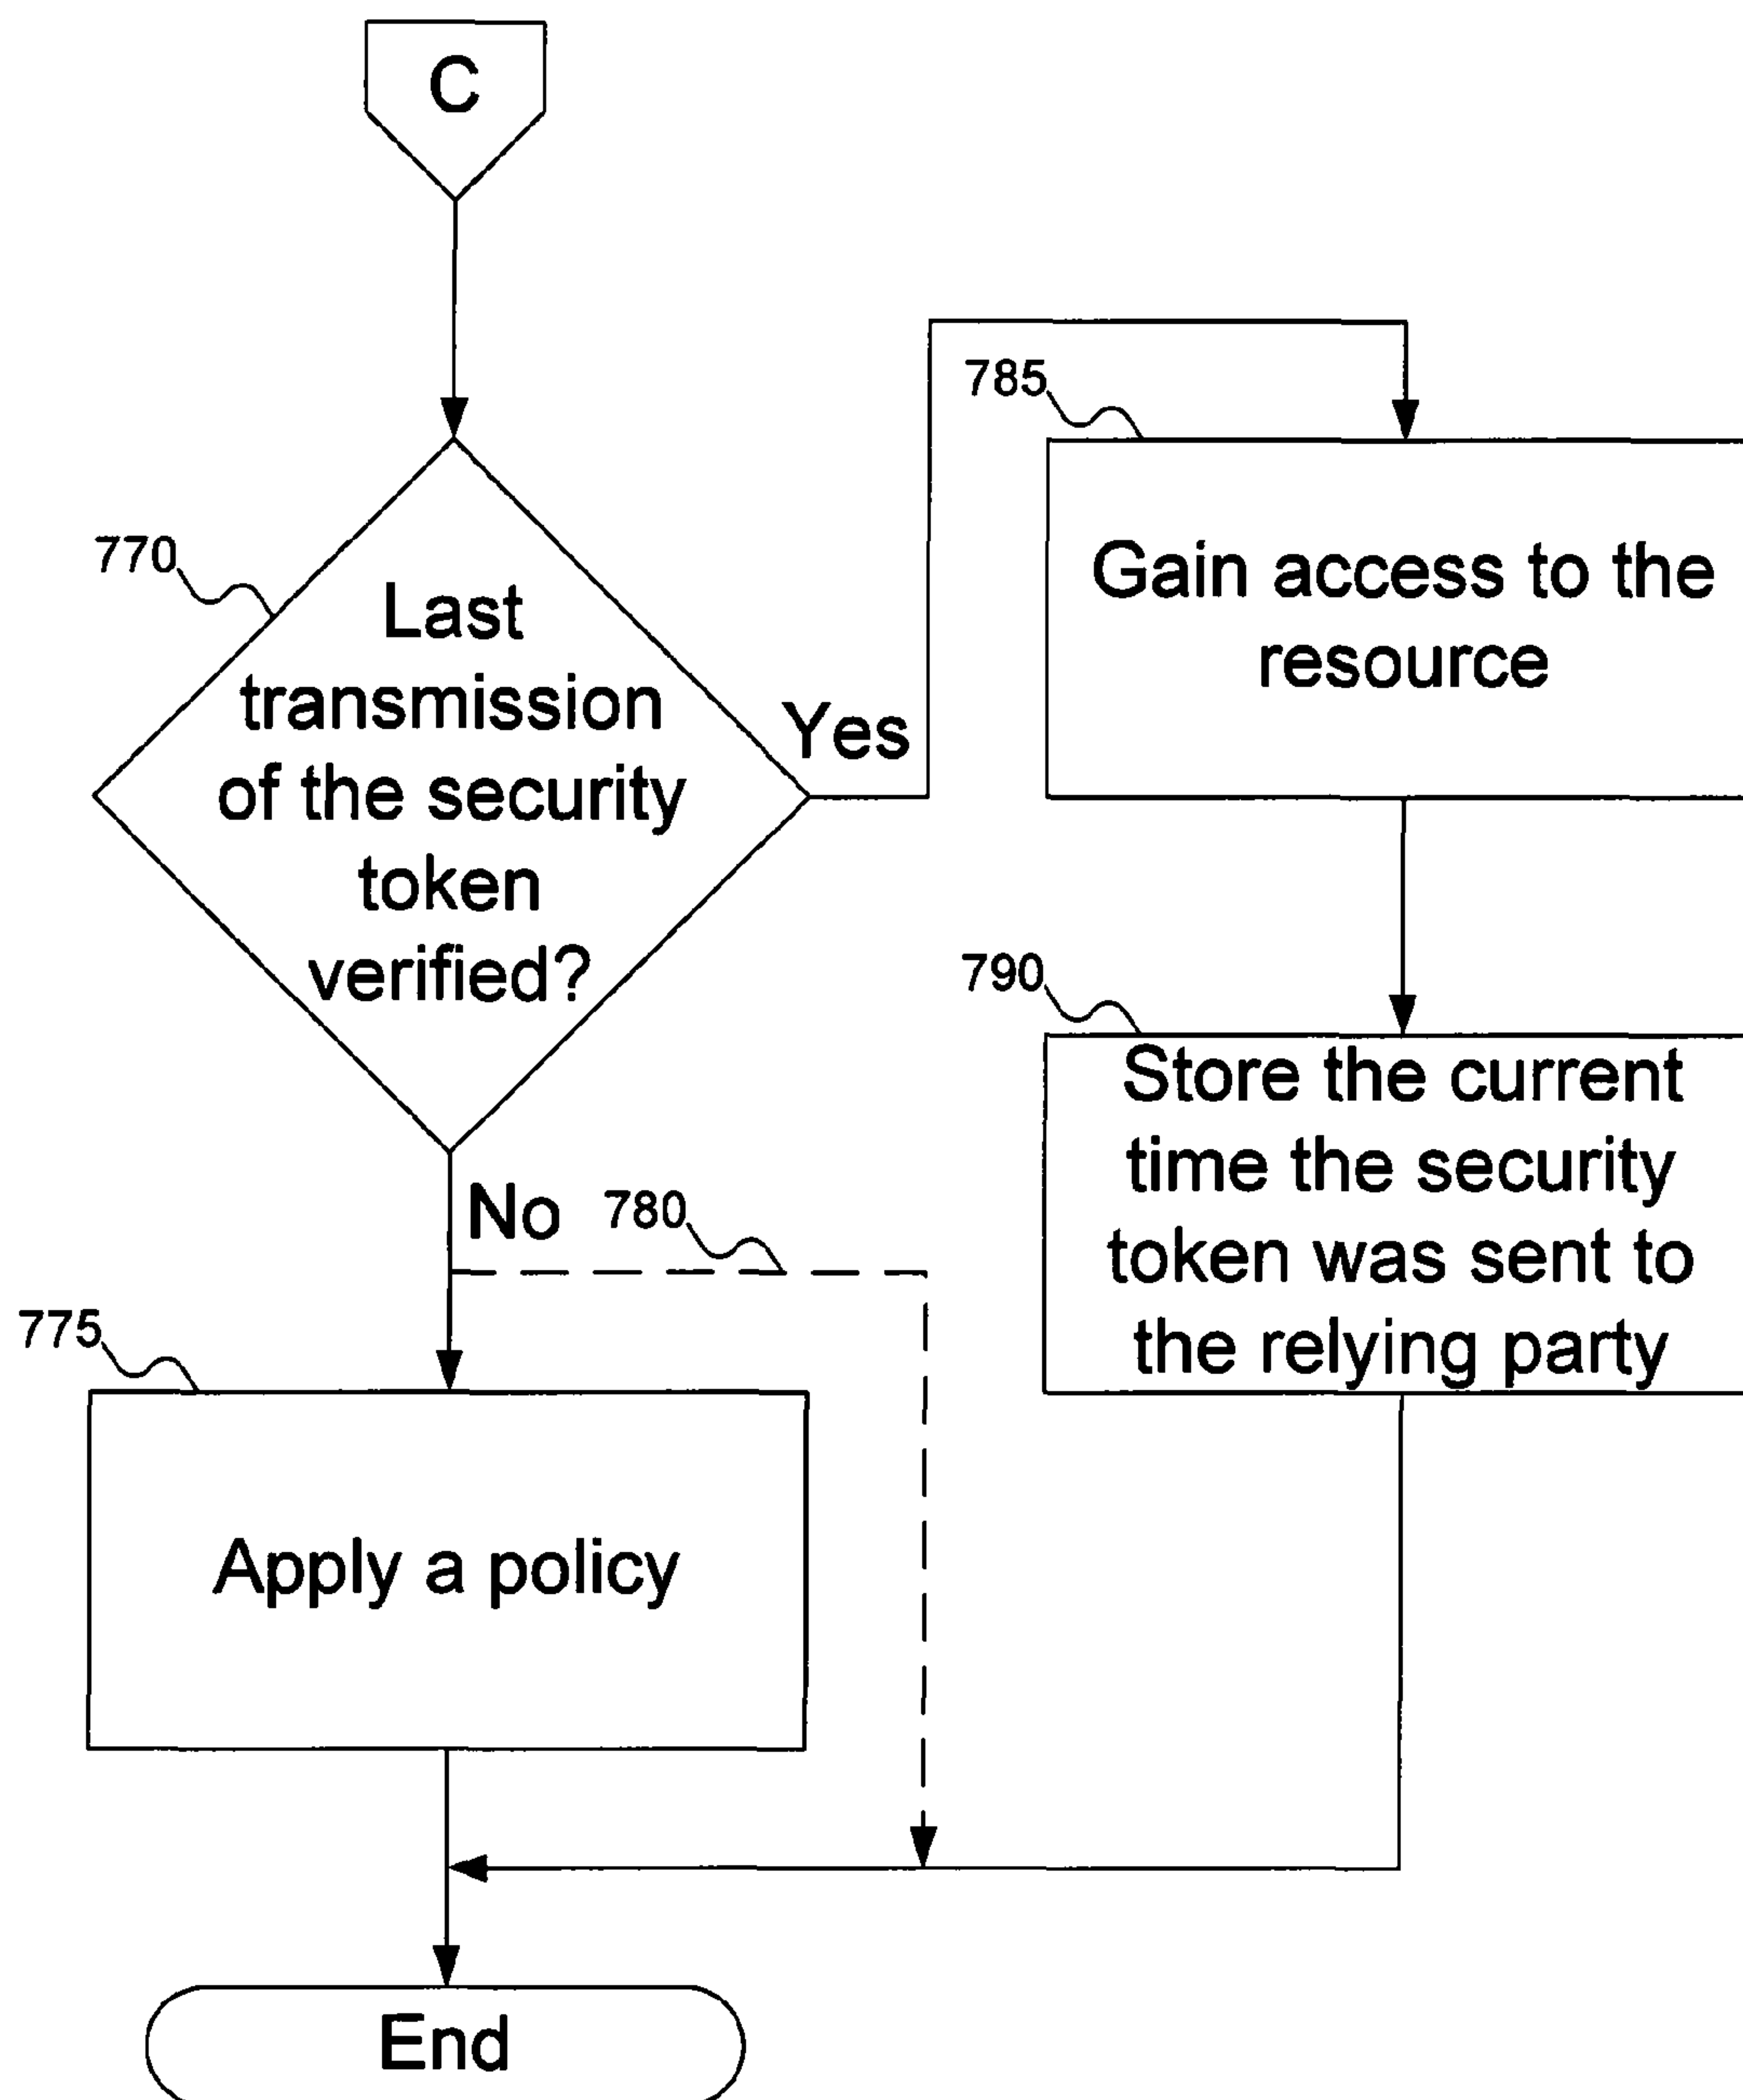 C
770
Last
transmission
of the security
token
verified?
Yes
785
Gain access to the
resource
790
Store the current
time the security
token was sent to
the relying party
No
780
775
Apply a policy
End